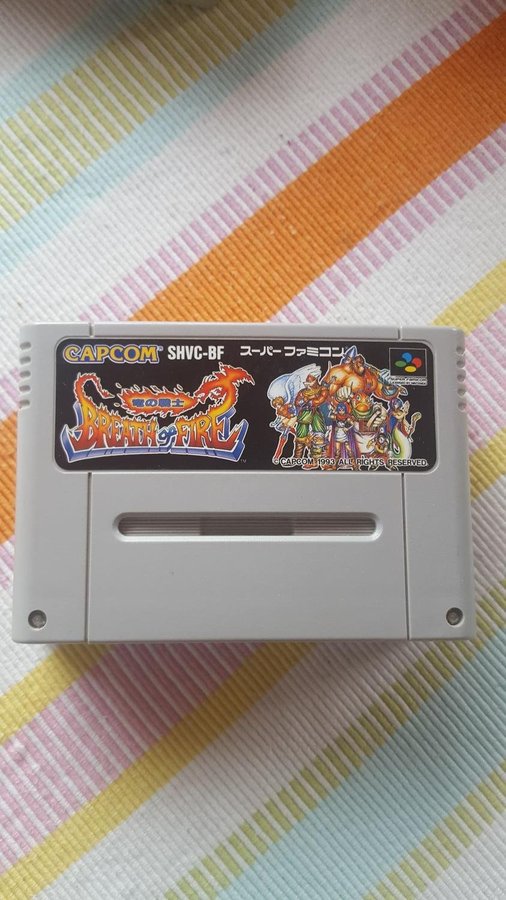 CAPCOM SHVC-BF スーパーファミコン
竜の戦士
BREATH OF FIRE
™
© CAPCOM 1993 ALL RIGHTS RESERVED.